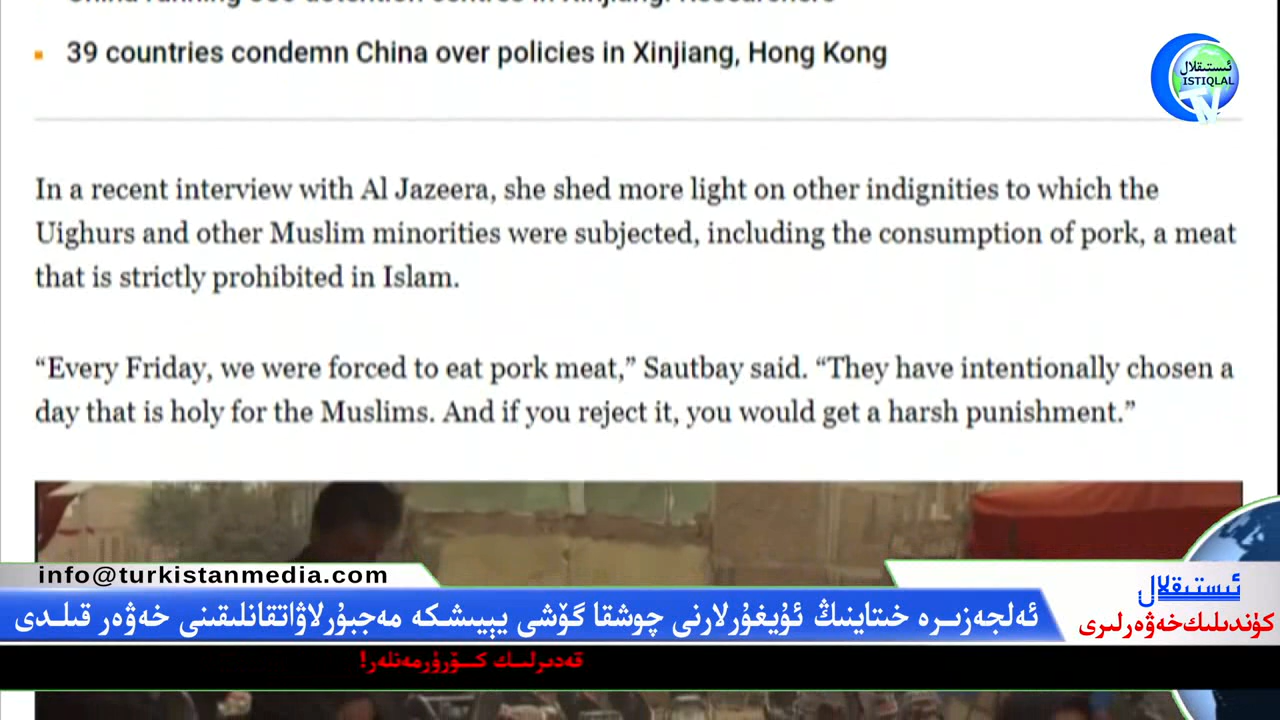 39 countries condemn China over policies in Xinjiang, Hong Kong
ئىستىقلال
ISTIQLAL
TV
In a recent interview with Al Jazeera, she shed more light on other indignities to which the
Uighurs and other Muslim minorities were subjected, including the consumption of pork, a meat
that is strictly prohibited in Islam.
“Every Friday, we were forced to eat pork meat,” Sautbay said. “They have intentionally chosen a
day that is holy for the Muslims. And if you reject it, you would get a harsh punishment.”
info@turkistanmedia.com
ئەلجەزىرە خىتاينىڭ ئۇيغۇرلارنى چوشقا گۆشى يېيىشكە مەجبۇرلاۋاتقانلىقىنى خەۋەر قىلدى
ئىستىقلال
كۈندىلىك خەۋەرلىرى
قەدىرلىك كۆرۈرمەنلەر!